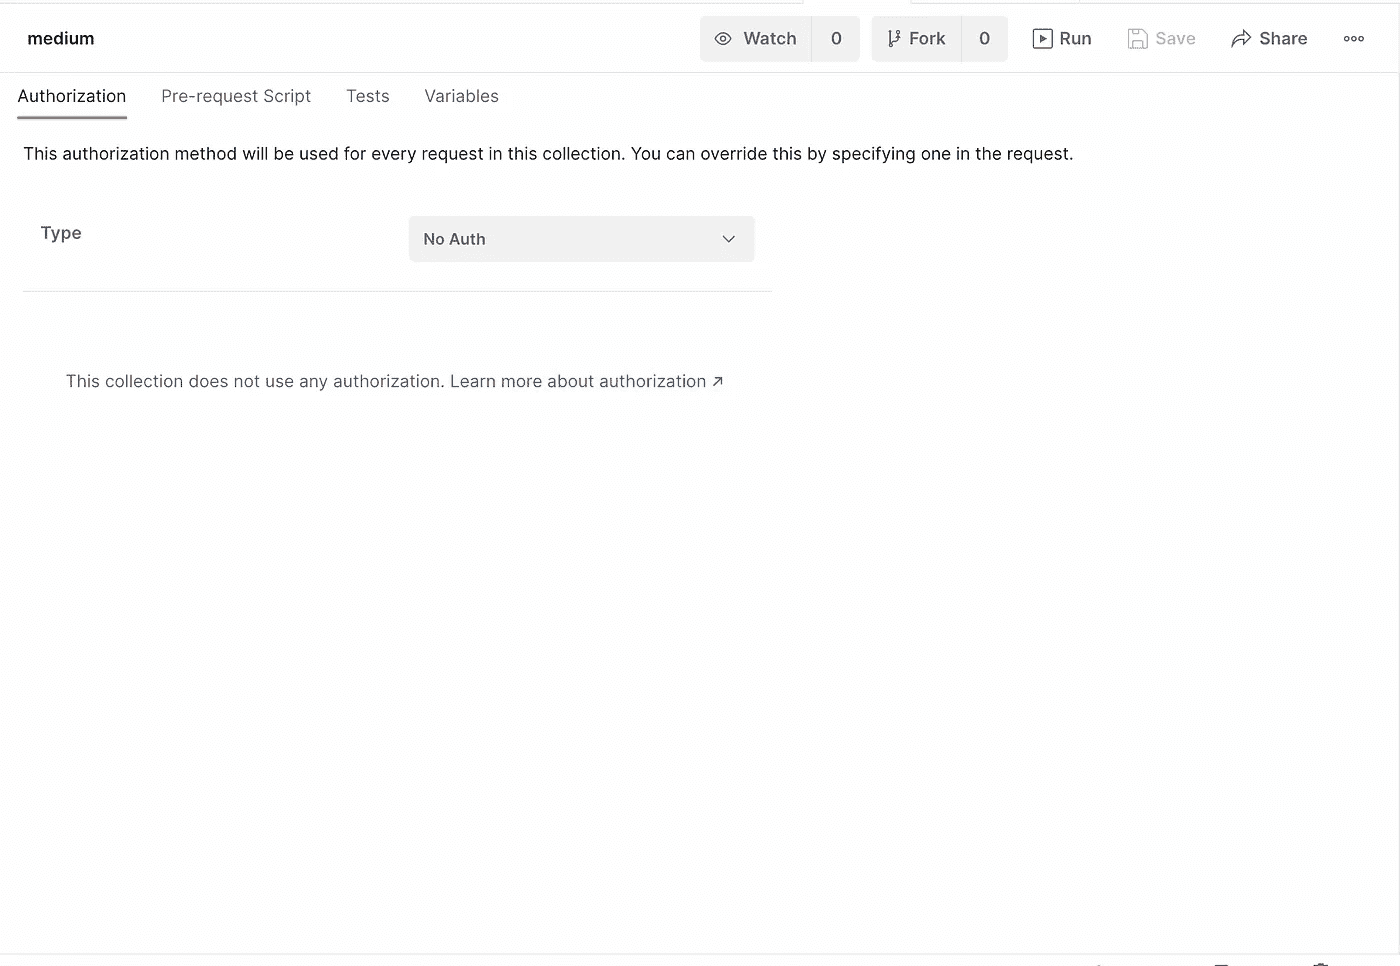 medium
Watch 0 Fork 0 Run Save Share
Authorization Pre-request Script Tests Variables
This authorization method will be used for every request in this collection. You can override this by specifying one in the request.
Type No Auth
This collection does not use any authorization. Learn more about authorization ↗